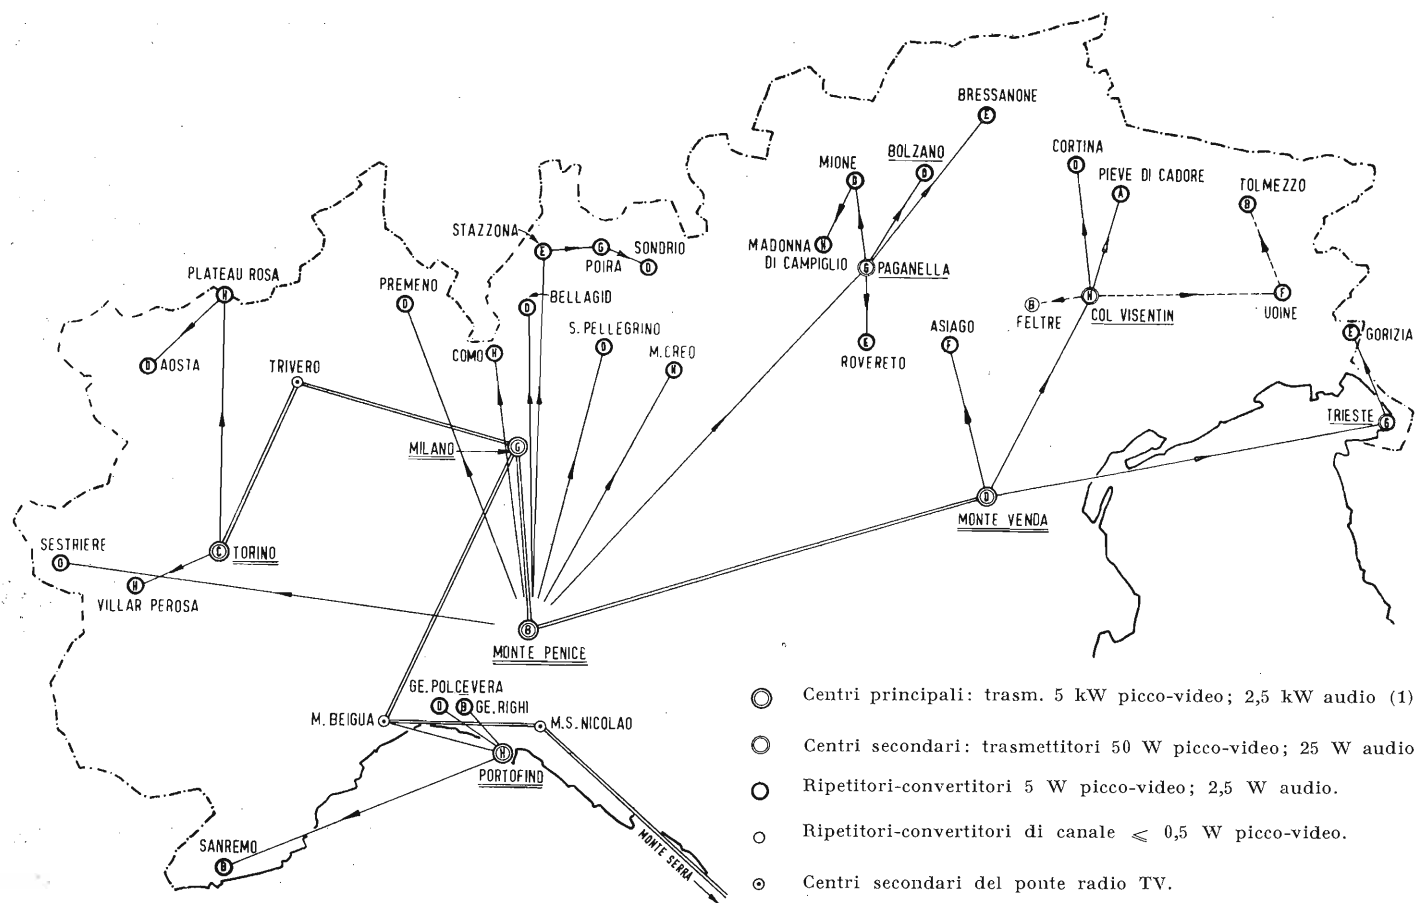 BRESSANONE
E
CORTINA
D
BOLZANO
D
MIONE
B
PIEVE DI CADORE
A
TOLMEZZO
B
STAZZONA
E
G
POIRA
SONDRIO
D
MADONNA
DI CAMPIGLIO
H
G
PAGANELLA
PLATEAU ROSA
H
PREMENO
D
BELLAGIO
D
B
FELTRE
H
COL VISENTIN
F
UDINE
S. PELLEGRINO
D
ASIAGO
F
E
GORIZIA
COMO
H
M. CREO
H
ROVERETO
D
AOSTA
TRIVERO
TRIESTE
G
MILANO
G
D
MONTE VENDA
SESTRIERE
D
C
TORINO
H
VILLAR PEROSA
B
MONTE PENICE
GE. POLCEVERA
D
B
GE. RIGHI
M. BEIGUA
M. S. NICOLAO
H
PORTOFINO
SANREMO
B
MONTE SERRA
Centri principali: trasm. 5 kW picco-video; 2,5 kW audio (1)
Centri secondari: trasmettitori 50 W picco-video; 25 W audio
Ripetitori-convertitori 5 W picco-video; 2,5 W audio.
Ripetitori-convertitori di canale ⩽ 0,5 W picco-video.
Centri secondari del ponte radio TV.